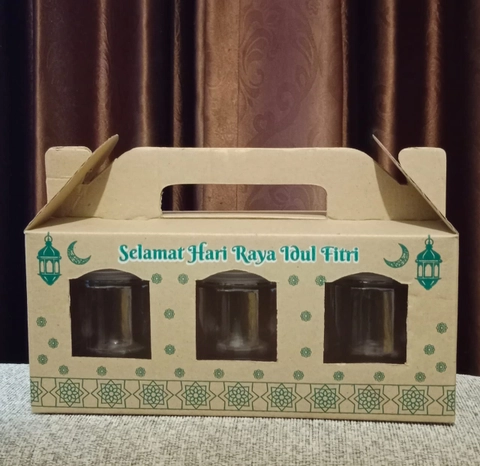 Selamat Hari Raya Idul Fitri